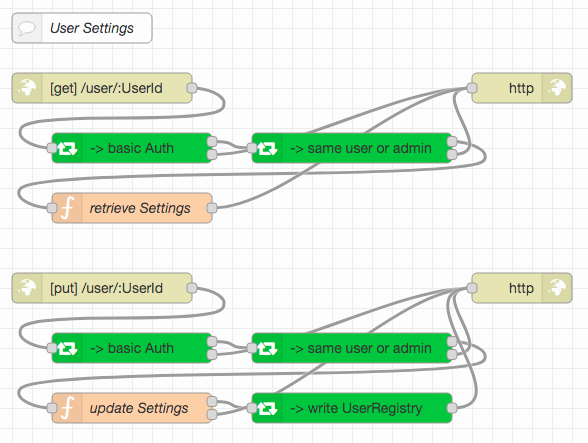 User Settings
[get] /user/:UserId
http
-> basic Auth
-> same user or admin
retrieve Settings
[put] /user/:UserId
http
-> basic Auth
-> same user or admin
update Settings
-> write UserRegistry